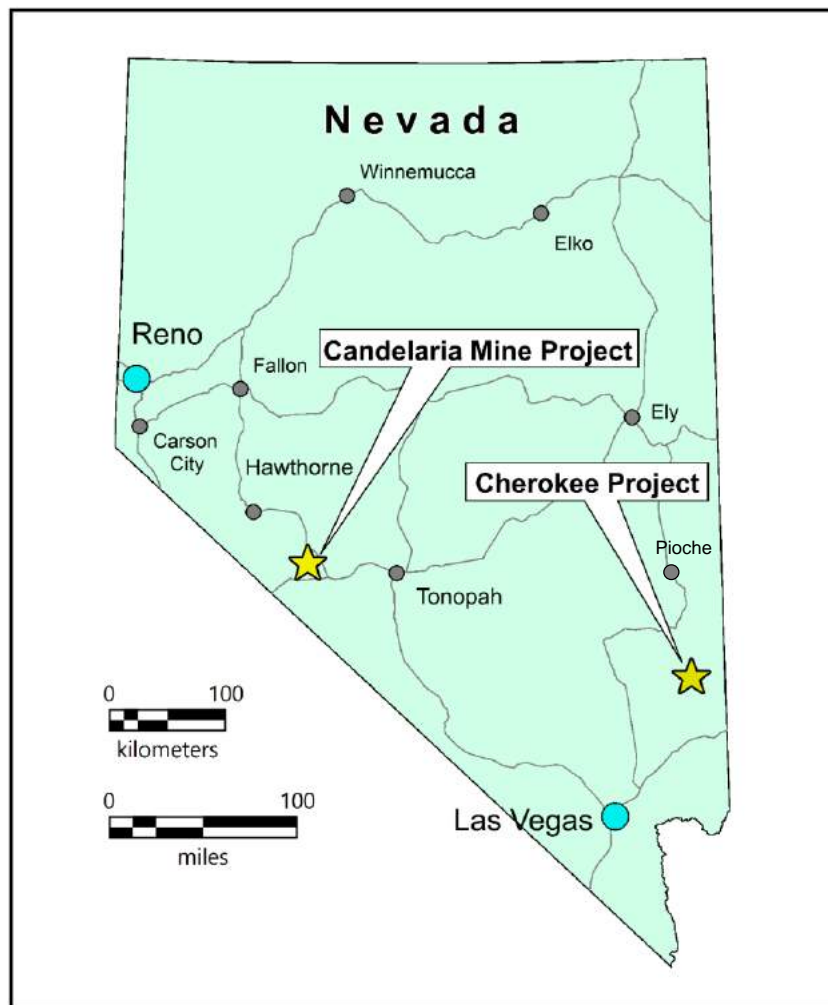 Nevada
Winnemucca
Elko
Reno
Candelaria Mine Project
Fallon
Ely
Carson
City
Hawthorne
Cherokee Project
Pioche
Tonopah
0 100
kilometers
0 100
miles
Las Vegas